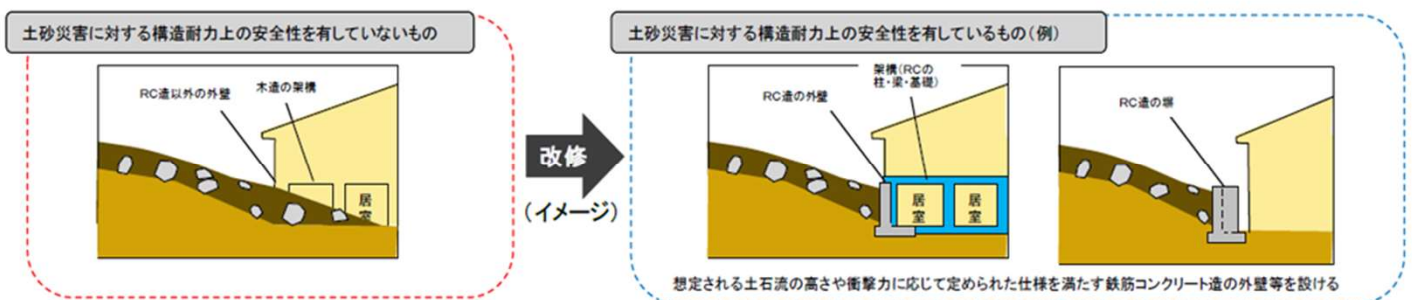 土砂災害に対する構造耐力上の安全性を有していないもの
RC造以外の外壁
木造の架構
居
室
改修
(イメージ)
土砂災害に対する構造耐力上の安全性を有しているもの(例)
RC造の外壁
架構(RCの
柱・梁・基礎)
居
室
居
室
RC造の塀
想定される土石流の高さや衝撃力に応じて定められた仕様を満たす鉄筋コンクリート造の外壁等を設ける